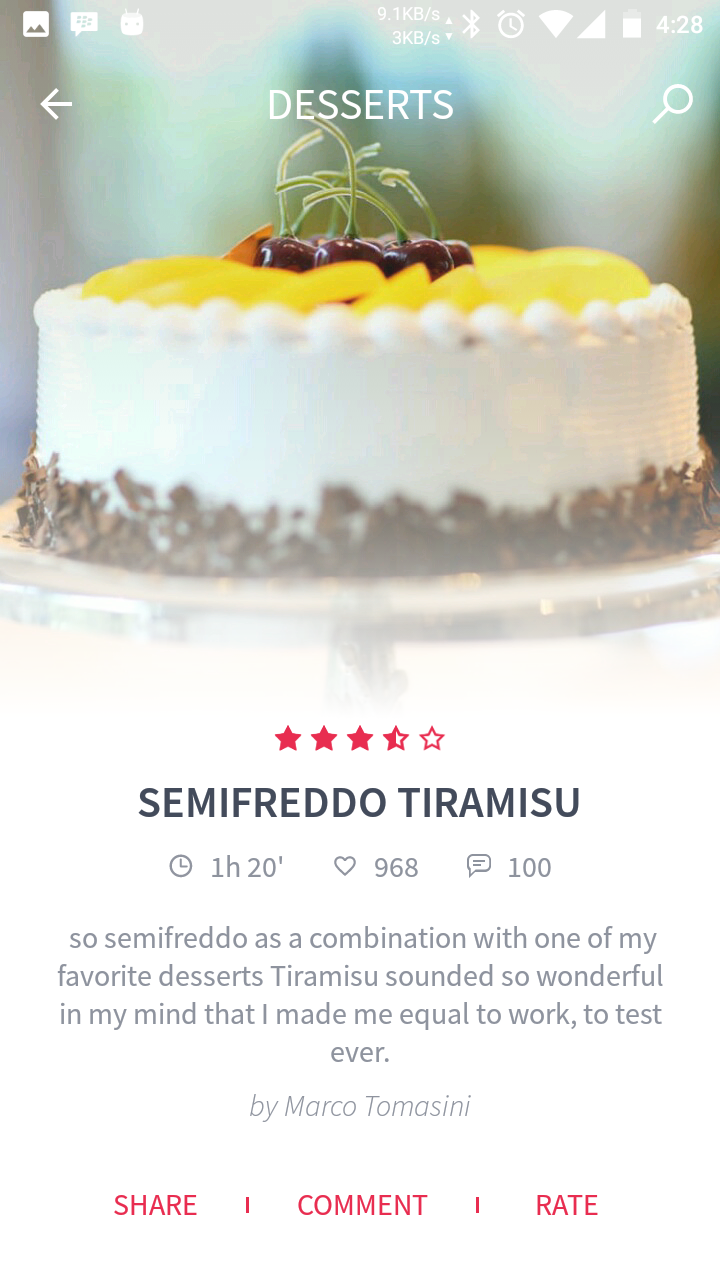 9.1KB/s
3KB/s
4:28
DESSERTS
SEMIFREDDO TIRAMISU
1h 20' 968 100
so semifreddo as a combination with one of my
favorite desserts Tiramisu sounded so wonderful
in my mind that I made me equal to work, to test
ever.
by Marco Tomasini
SHARE COMMENT RATE